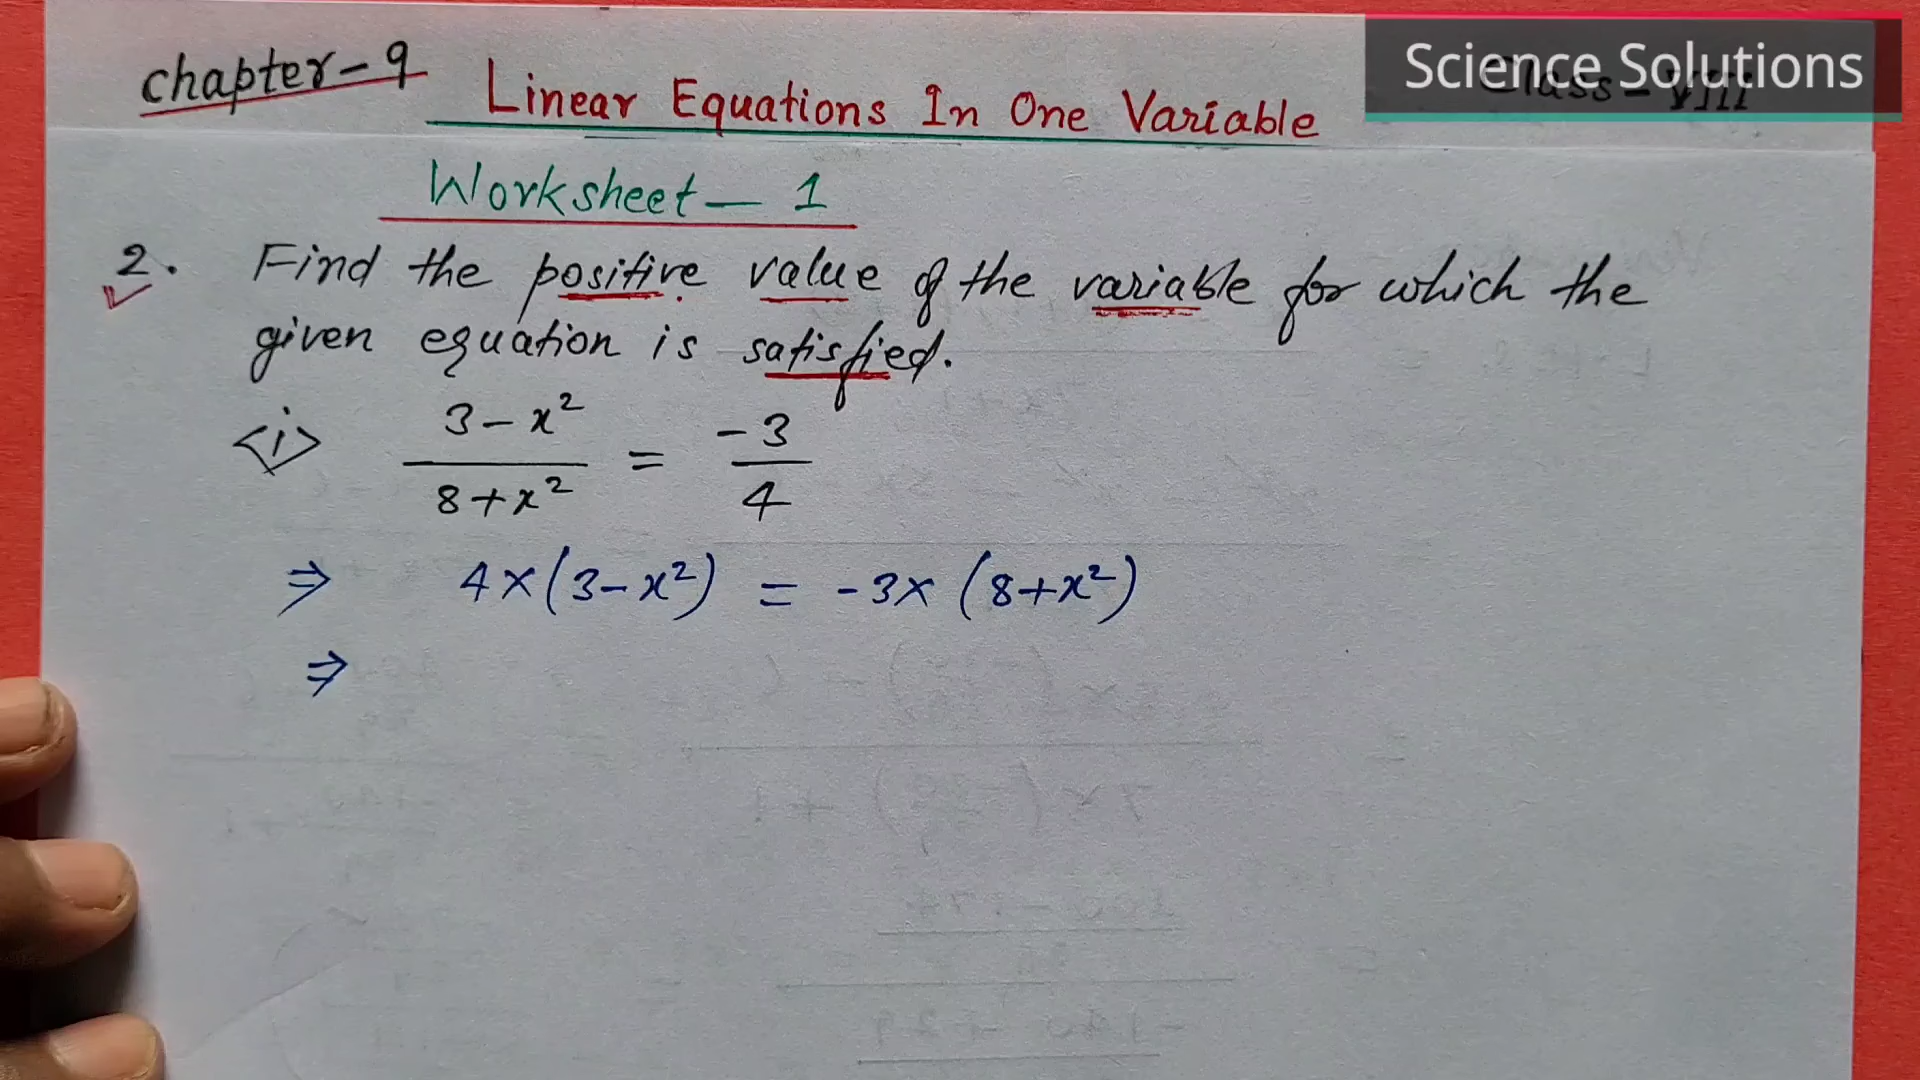 Science Solutions
Chapter-9 Linear Equations In One Variable Class-VIII
Worksheet-1
2. Find the positive value of the variable for which the
given equation is satisfied.
<i> (3-x²)/(8+x²) = -3/4
⇒ 4×(3-x²) = -3×(8+x²)
⇒